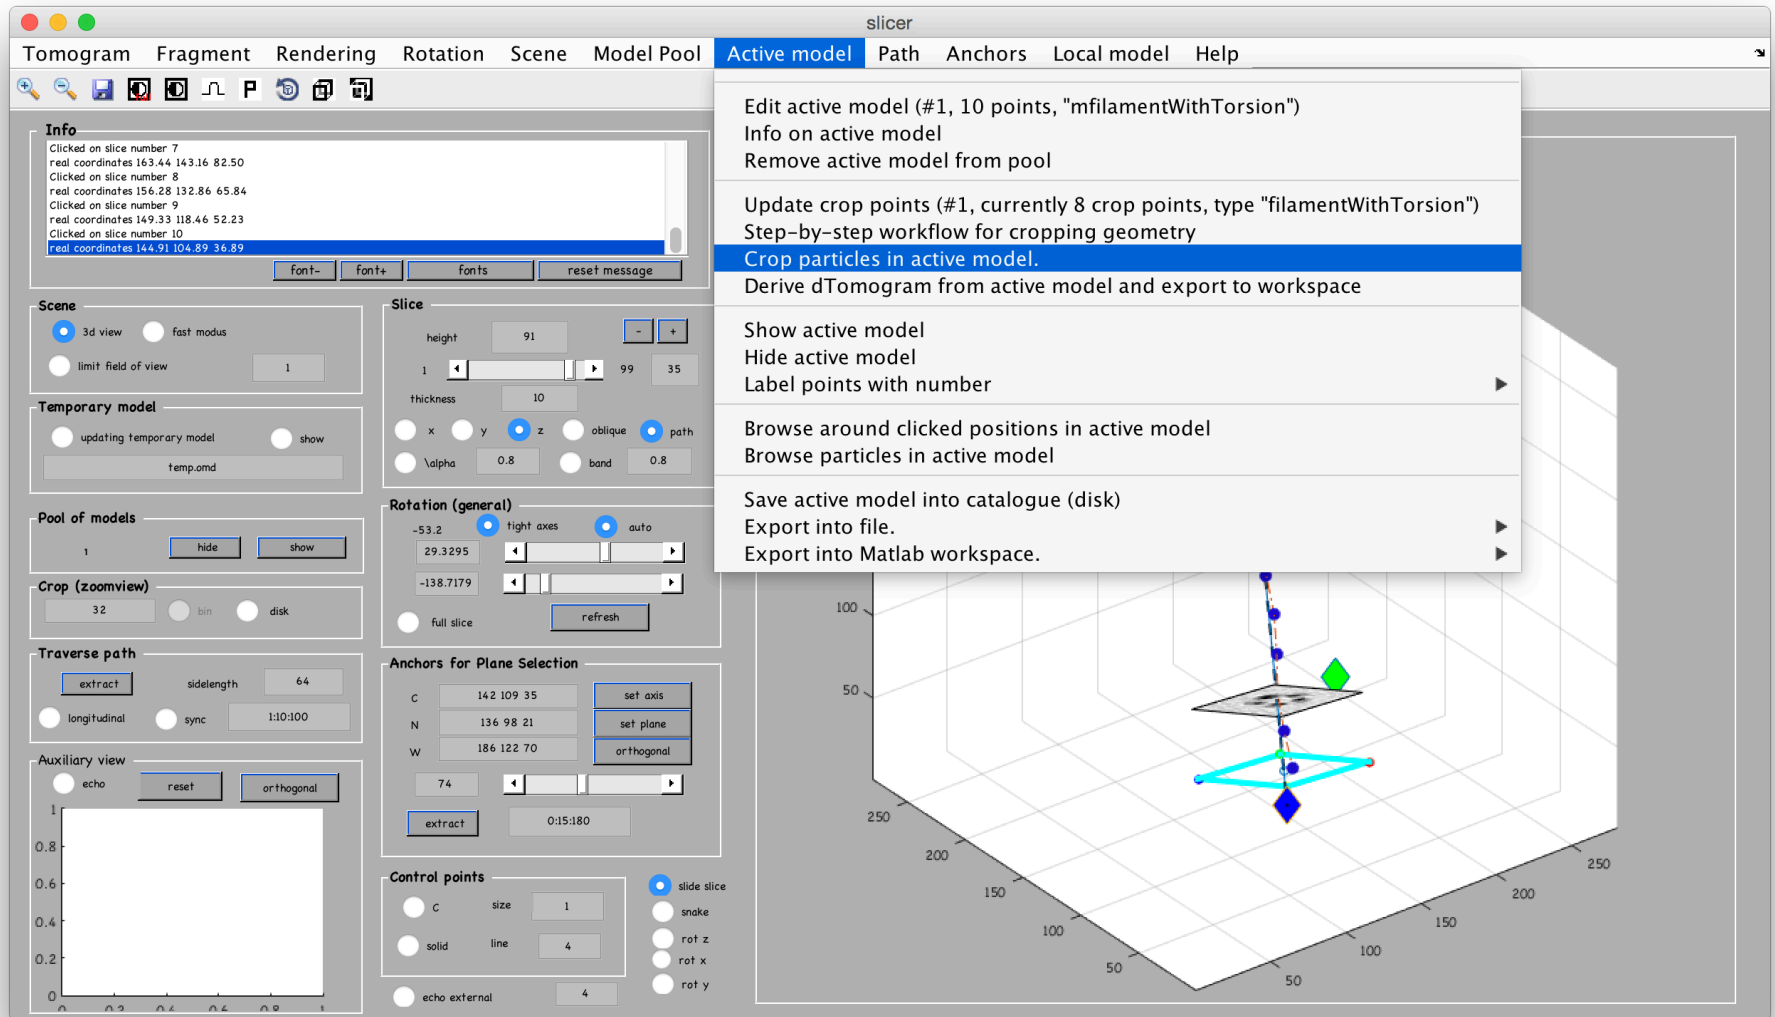 slicer
Tomogram Fragment Rendering Rotation Scene Model Pool Active model Path Anchors Local model Help
P
Edit active model (#1, 10 points, "mfilamentWithTorsion")
Info on active model
Remove active model from pool
Update crop points (#1, currently 8 crop points, type "filamentWithTorsion")
Step-by-step workflow for cropping geometry
Crop particles in active model.
Derive dTomogram from active model and export to workspace
Show active model
Hide active model
Label points with number
Browse around clicked positions in active model
Browse particles in active model
Save active model into catalogue (disk)
Export into file.
Export into Matlab workspace.
Info
Clicked on slice number 7
real coordinates 163.44 143.16 82.50
Clicked on slice number 8
real coordinates 156.28 132.86 65.84
Clicked on slice number 9
real coordinates 149.33 118.46 52.23
Clicked on slice number 10
real coordinates 144.91 104.89 36.89
font- font+ fonts reset message
Scene
3d view fast modus
limit field of view 1
Temporary model
updating temporary model show
temp.omd
Pool of models
1 hide show
Crop (zoomview)
32 bin disk
Traverse path
extract sidelength 64
longitudinal sync 1:10:100
Auxiliary view
echo reset orthogonal
1
0.8
0.6
0.4
0.2
0
0 0.2 0.4 0.6 0.8 1
Slice
height 91 - +
1 99 35
thickness 10
x y z oblique path
\alpha 0.8 band 0.8
Rotation (general)
-53.2 tight axes auto
29.3295
-138.7179
full slice refresh
Anchors for Plane Selection
C 142 109 35 set axis
N 136 98 21 set plane
W 186 122 70 orthogonal
74
extract 0:15:180
Control points
C size 1
solid line 4
echo external 4
slide slice
snake
rot z
rot x
rot y
100
50
250
200
150
100
50
50
100
150
200
250